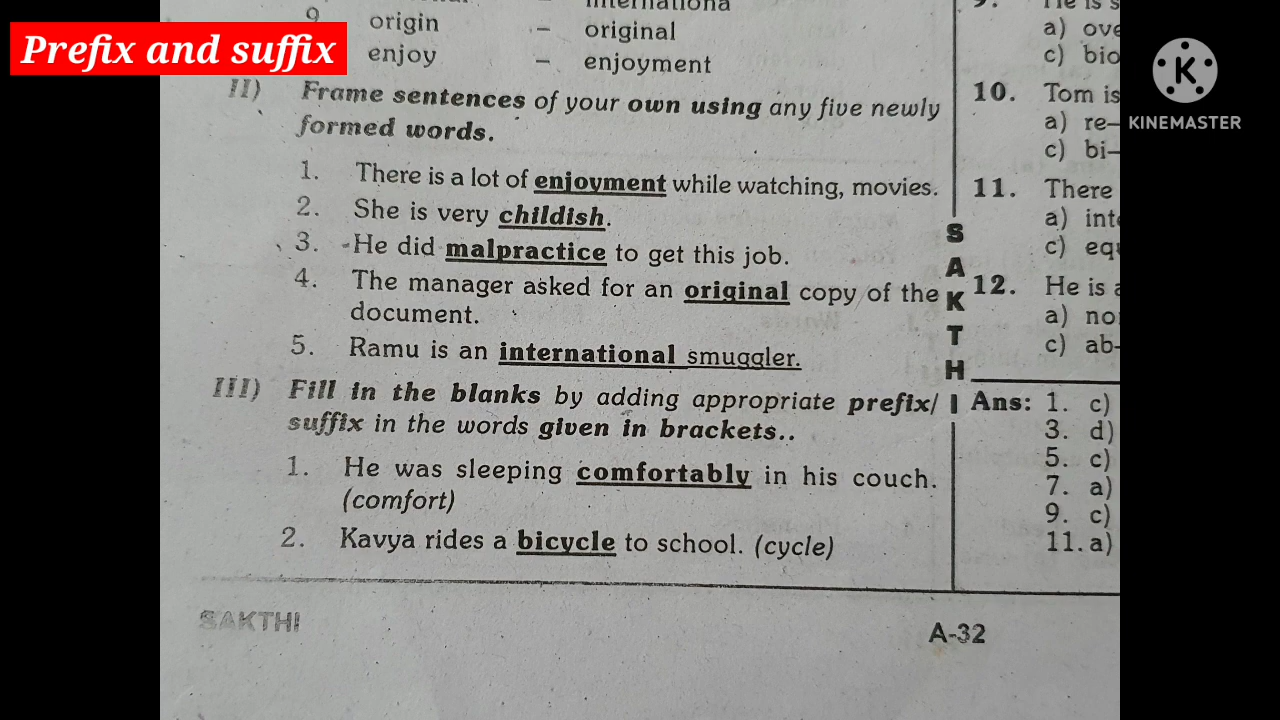 Prefix and suffix
KINEMASTER
9 origin – original
enjoy – enjoyment
II) Frame sentences of your own using any five newly
formed words.
1. There is a lot of enjoyment while watching, movies.
2. She is very childish.
3. He did malpractice to get this job.
4. The manager asked for an original copy of the
document.
5. Ramu is an international smuggler.
III) Fill in the blanks by adding appropriate prefix/
suffix in the words given in brackets..
1. He was sleeping comfortably in his couch.
(comfort)
2. Kavya rides a bicycle to school. (cycle)
SAKTHI
A-32
SAKTHI
a) ove
c) bio
10. Tom is
a) re–
c) bi–
11. There
a) inte
c) equ
12. He is a
a) no
c) ab-
Ans: 1. c)
3. d)
5. c)
7. a)
9. c)
11. a)